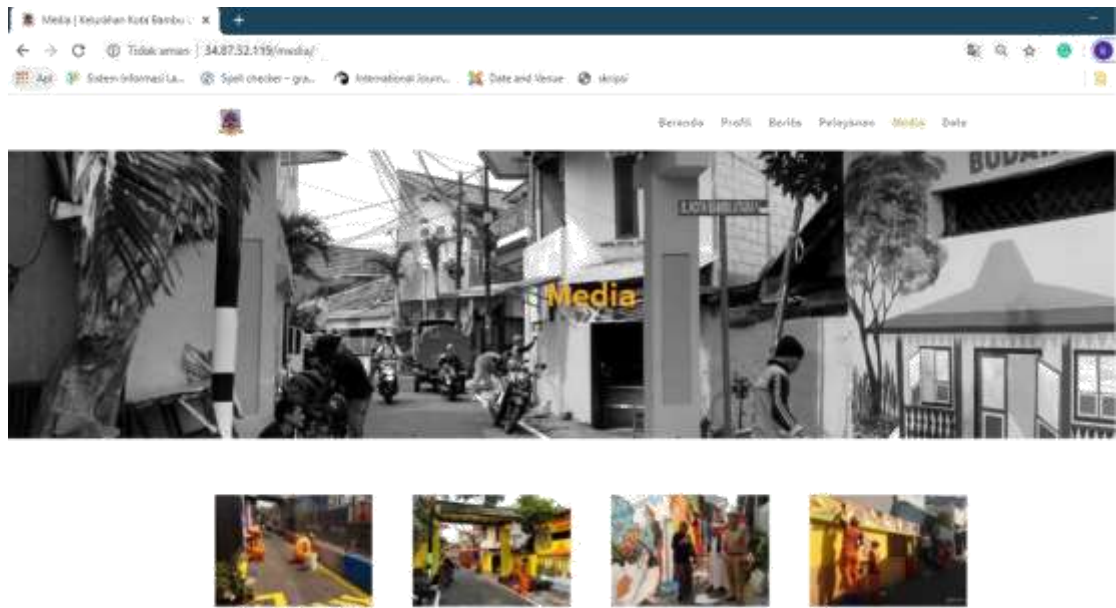 Media | Kelurahan Kota Bambu
Tidak aman | 34.87.52.119/media/
Apl Sistem Informasi La... Spell checker – gra... International Journ... Date and Venue skripsi
Beranda Profil Berita Pelayanan Media Data
Media